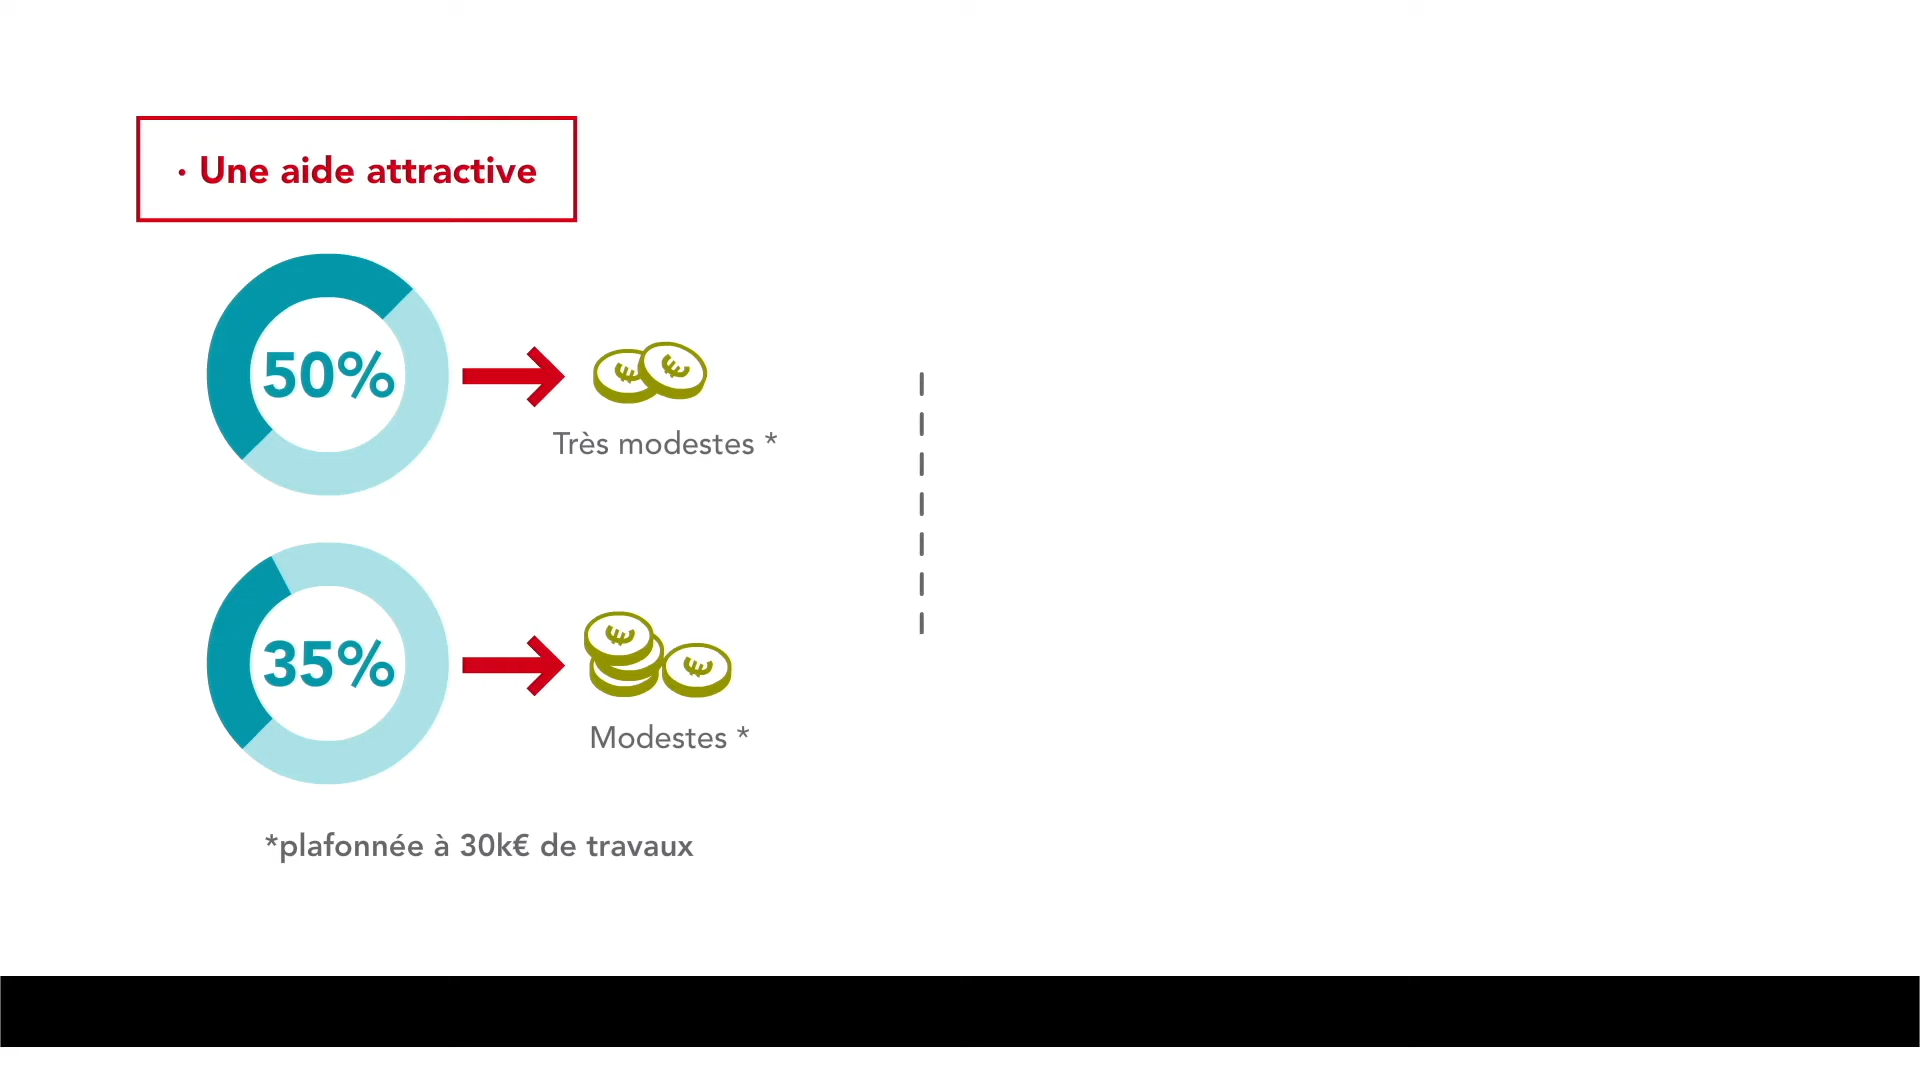 · Une aide attractive
50%
Très modestes *
35%
Modestes *
*plafonnée à 30k€ de travaux